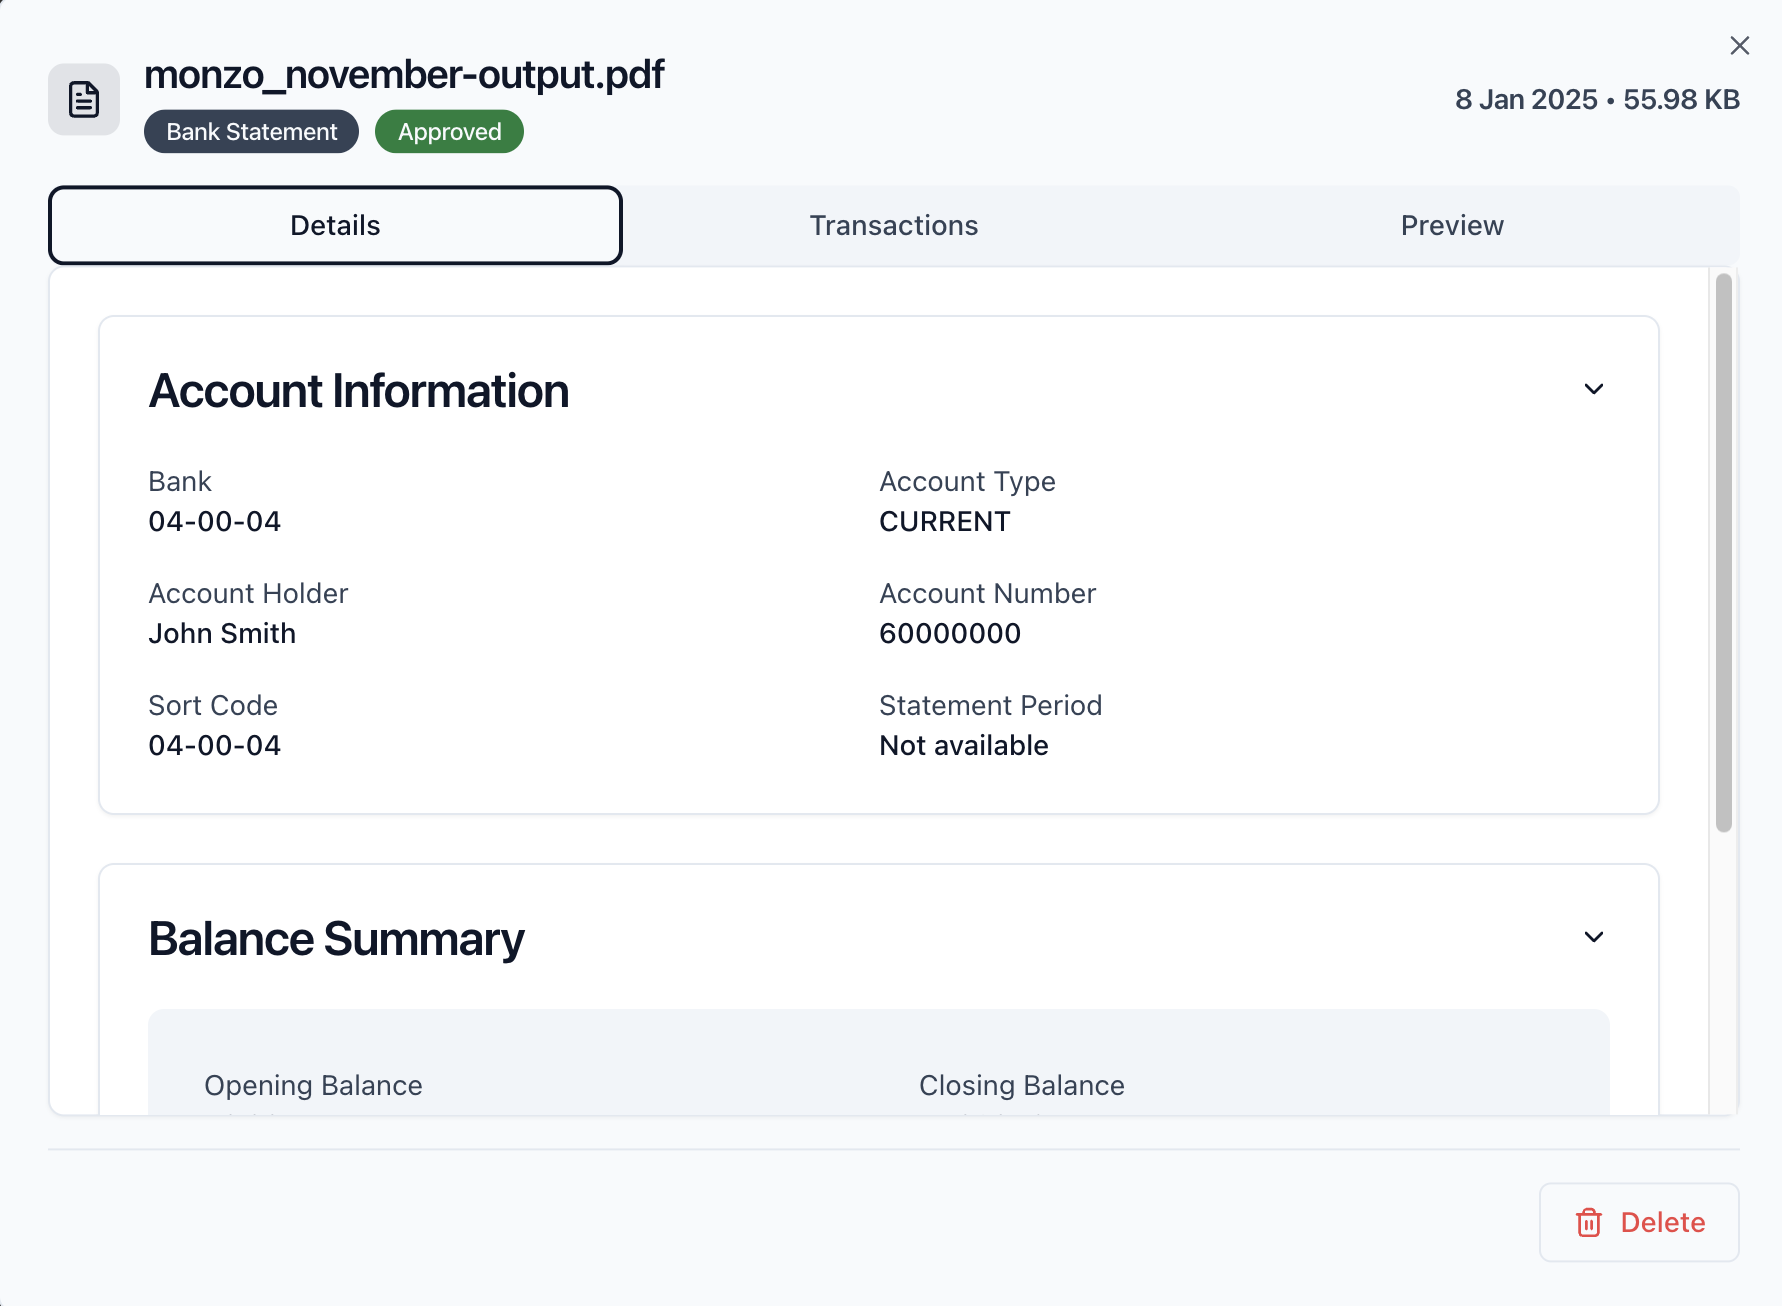 monzo_november-output.pdf
Bank Statement
Approved
8 Jan 2025 • 55.98 KB
Details
Transactions
Preview
Account Information
Bank
04-00-04
Account Type
CURRENT
Account Holder
John Smith
Account Number
60000000
Sort Code
04-00-04
Statement Period
Not available
Balance Summary
Opening Balance
Closing Balance
Delete